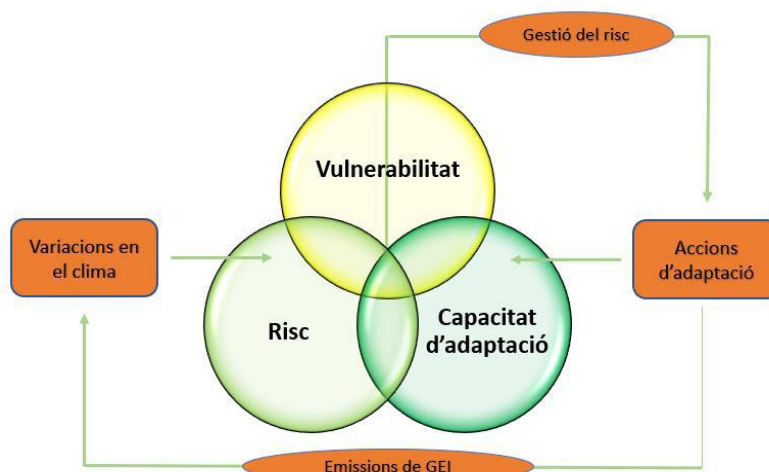 Gestió del risc
Vulnerabilitat
Variacions en
el clima
Accions
d'adaptació
Risc
Capacitat
d'adaptació
Emissions de GEI